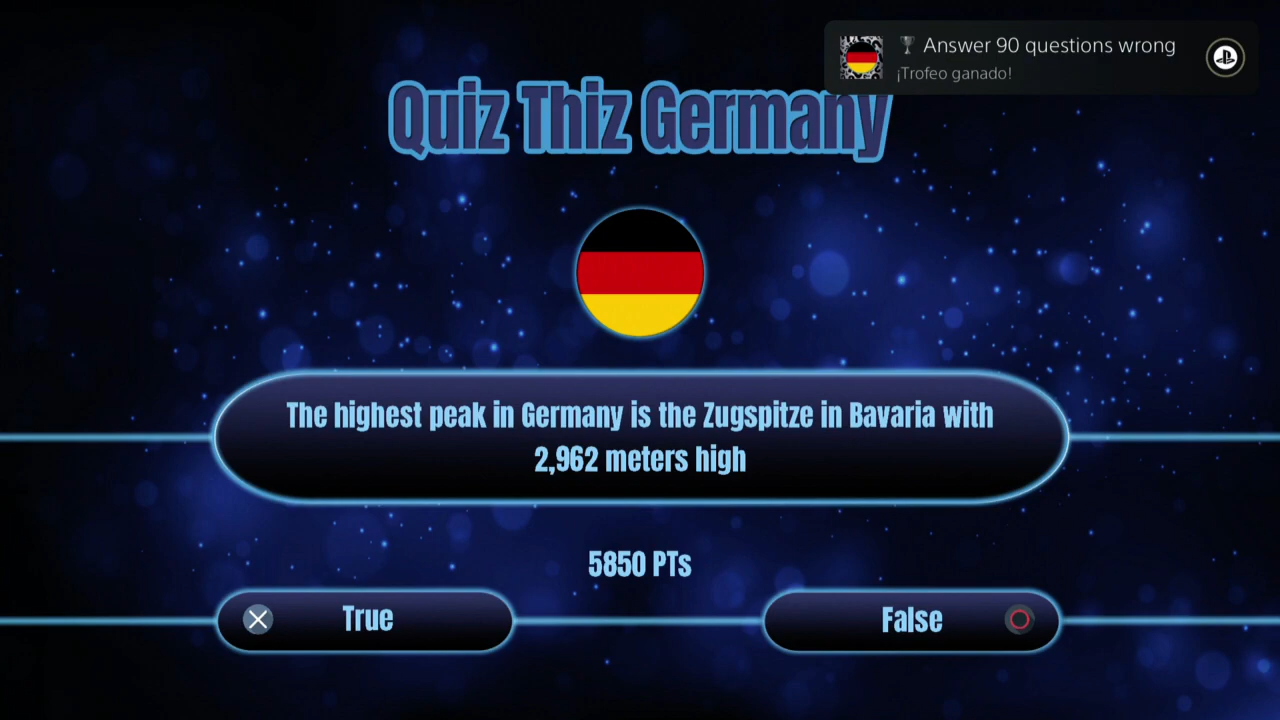 Answer 90 questions wrong
¡Trofeo ganado!
Quiz Thiz Germany
The highest peak in Germany is the Zugspitze in Bavaria with
2,962 meters high
5850 PTs
True
False